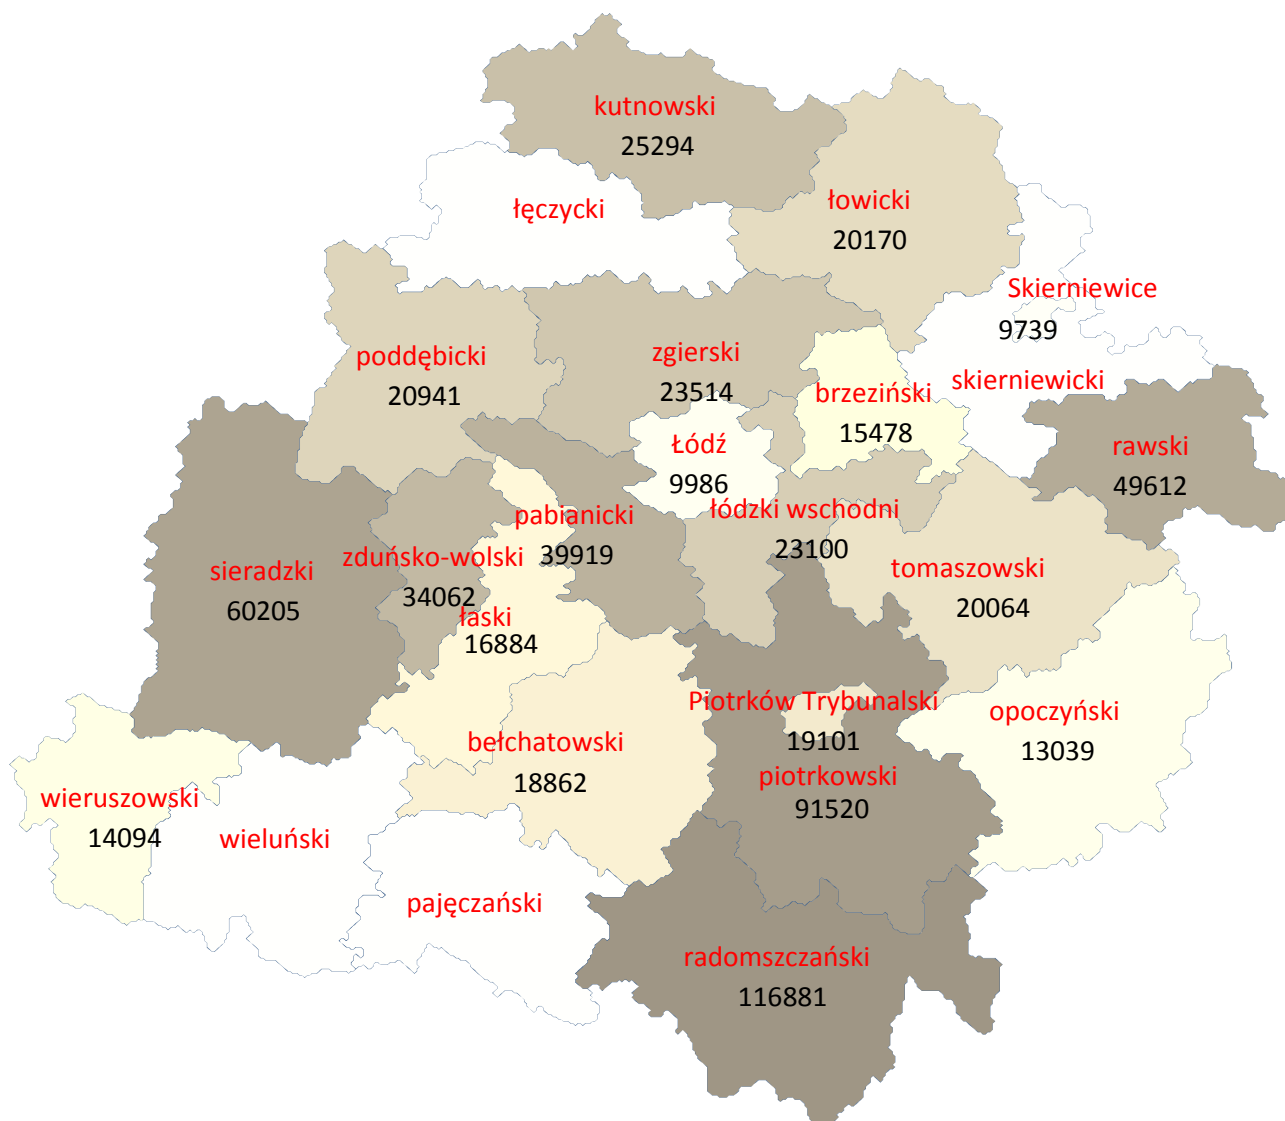 kutnowski
25294
łęczycki
łowicki
20170
Skierniewice
9739
skierniewicki
poddębicki
20941
zgierski
23514
brzeziński
15478
Łódź
9986
rawski
49612
pabianicki
39919
łódzki wschodni
23100
zduńsko-wolski
34062
sieradzki
60205
tomaszowski
20064
łaski
16884
Piotrków Trybunalski
19101
opoczyński
13039
bełchatowski
18862
piotrkowski
91520
wieruszowski
14094
wieluński
pajęczański
radomszczański
116881